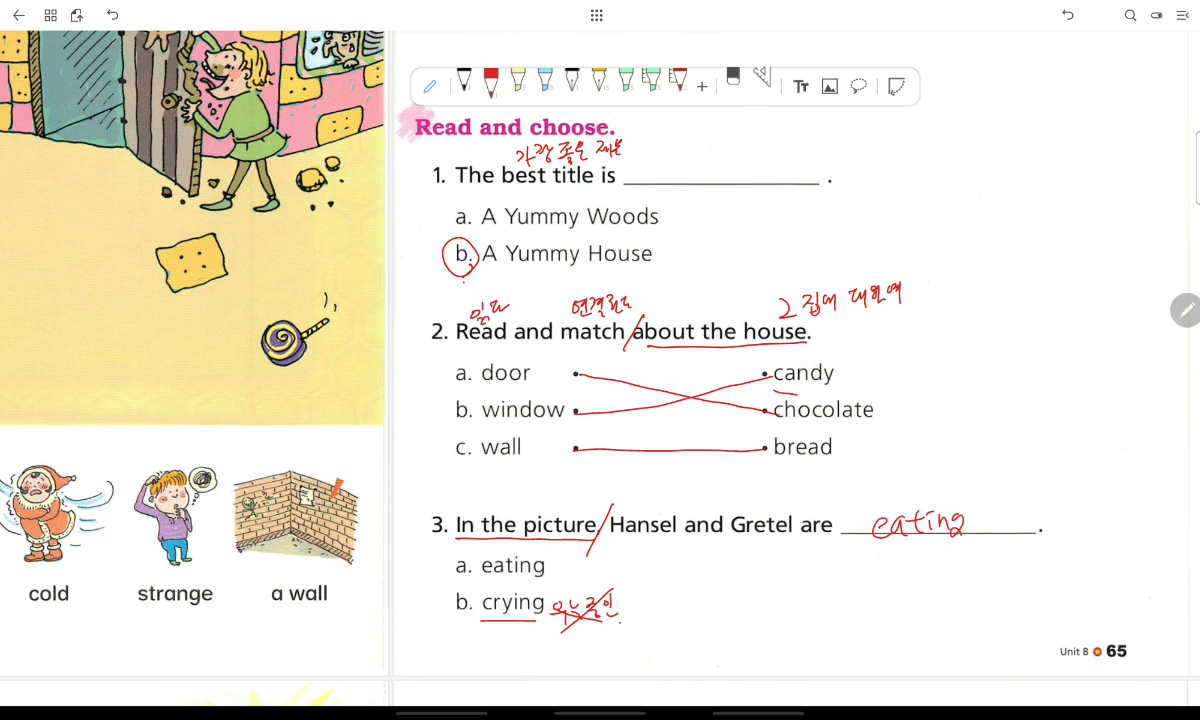 Read and choose.
가장 좋은 제목
1. The best title is ____________ .
a. A Yummy Woods
b. A Yummy House
읽다 연결하다 그 집에 대하여
2. Read and match about the house.
a. door candy
b. window chocolate
c. wall bread
3. In the picture, Hansel and Gretel are eating .
a. eating
b. crying 우는 중인
cold strange a wall
Unit 8 65